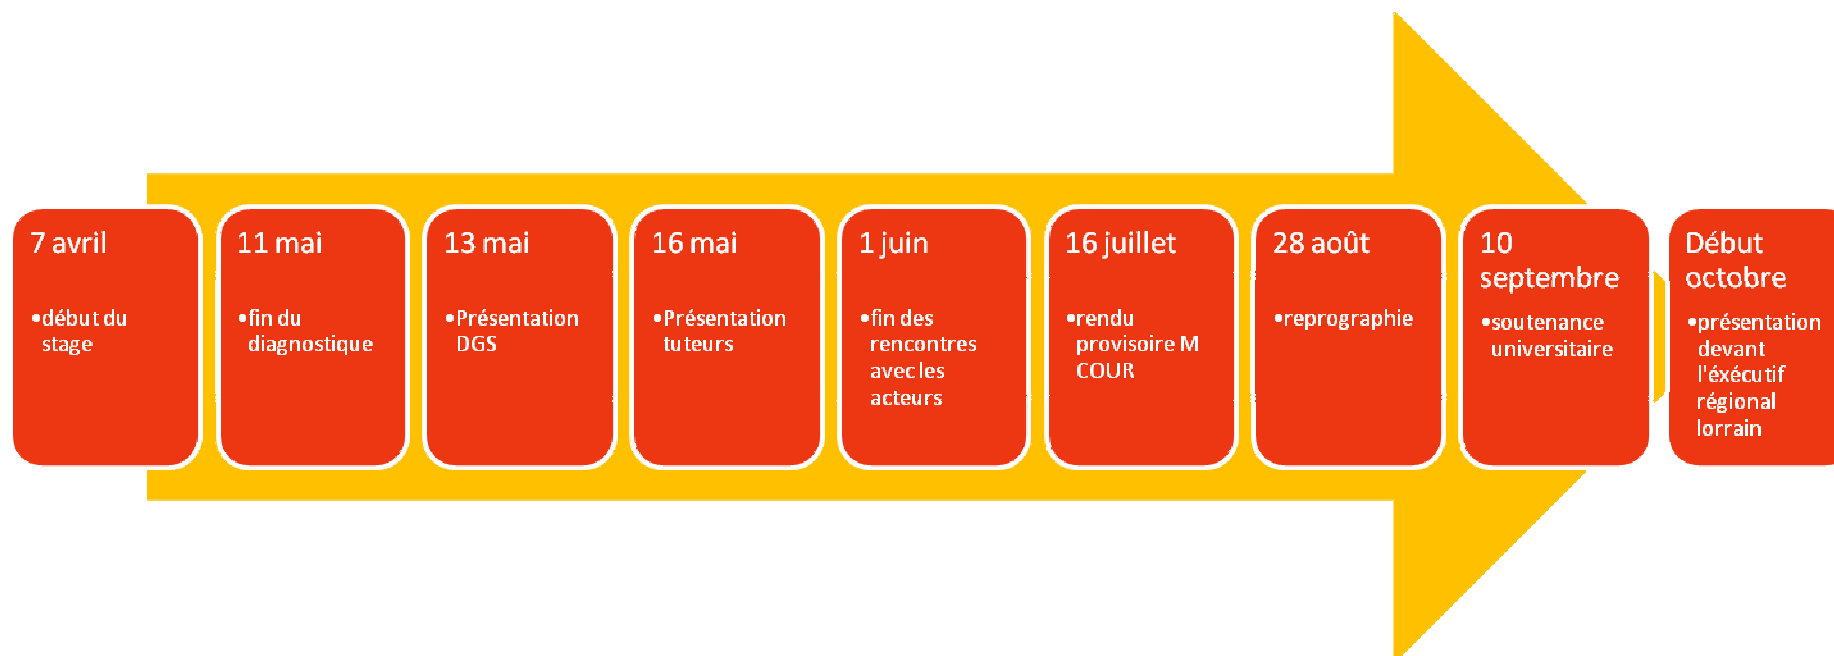 7 avril
•début du
stage
11 mai
•fin du
diagnostique
13 mai
•Présentation
DGS
16 mai
•Présentation
tuteurs
1 juin
•fin des
rencontres
avec les
acteurs
16 juillet
•rendu
provisoire M
COUR
28 août
•reprographie
10
septembre
•soutenance
universitaire
Début
octobre
•présentation
devant
l'éxécutif
régional
lorrain